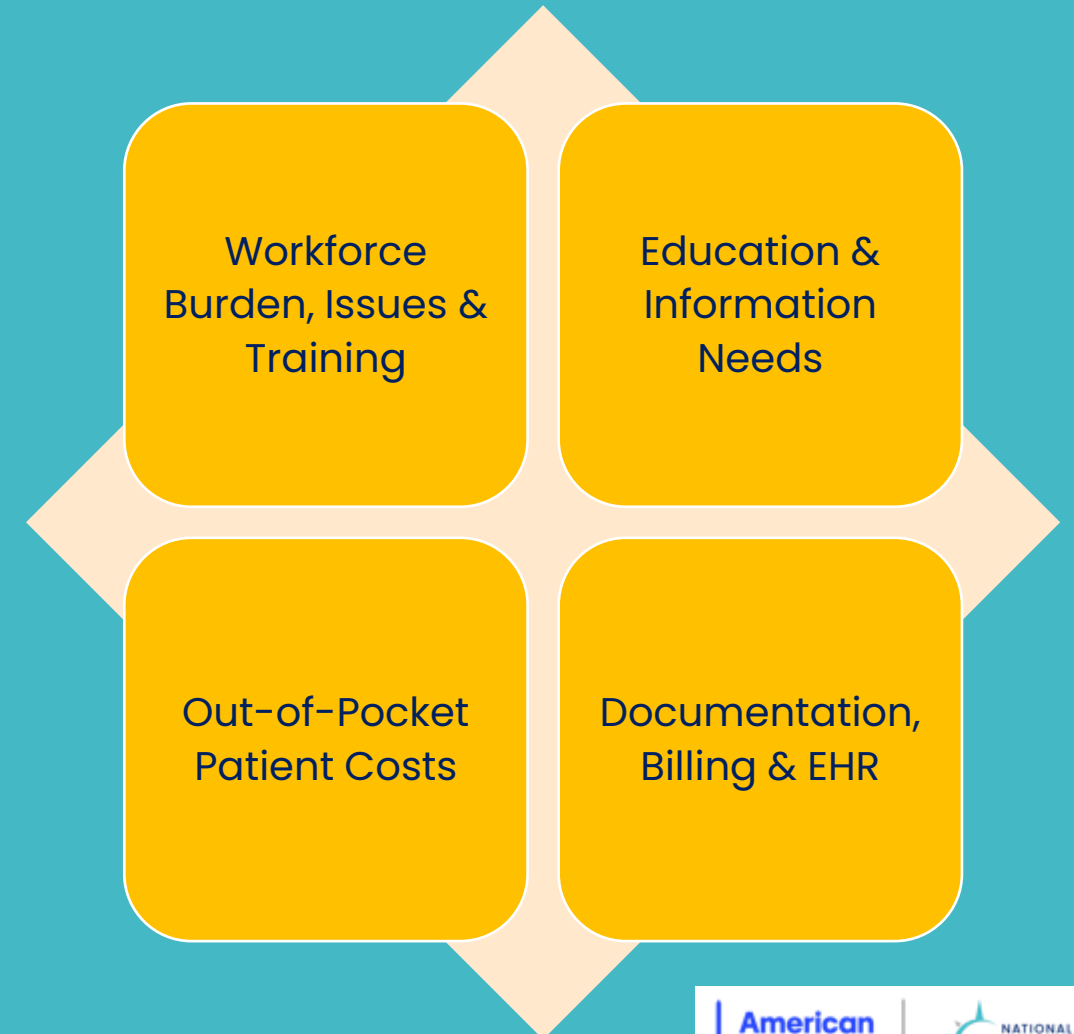 Workforce
Burden, Issues &
Training
Education &
Information
Needs
Out-of-Pocket
Patient Costs
Documentation,
Billing & EHR
American
NATIONAL